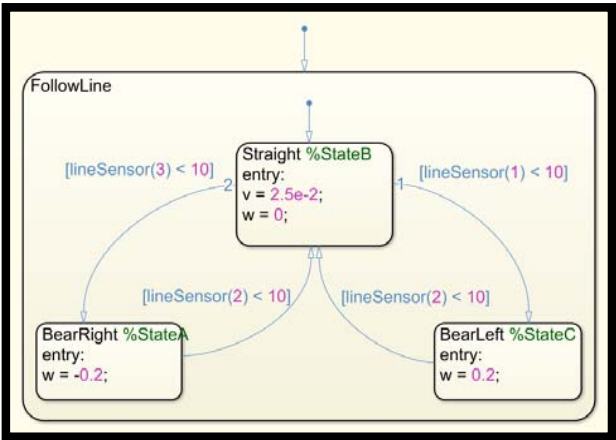 FollowLine
Straight %StateB
entry:
v = 2.5e-2;
w = 0;
[lineSensor(3) < 10]
2
1
[lineSensor(1) < 10]
[lineSensor(2) < 10]
[lineSensor(2) < 10]
BearRight %StateA
entry:
w = -0.2;
BearLeft %StateC
entry:
w = 0.2;